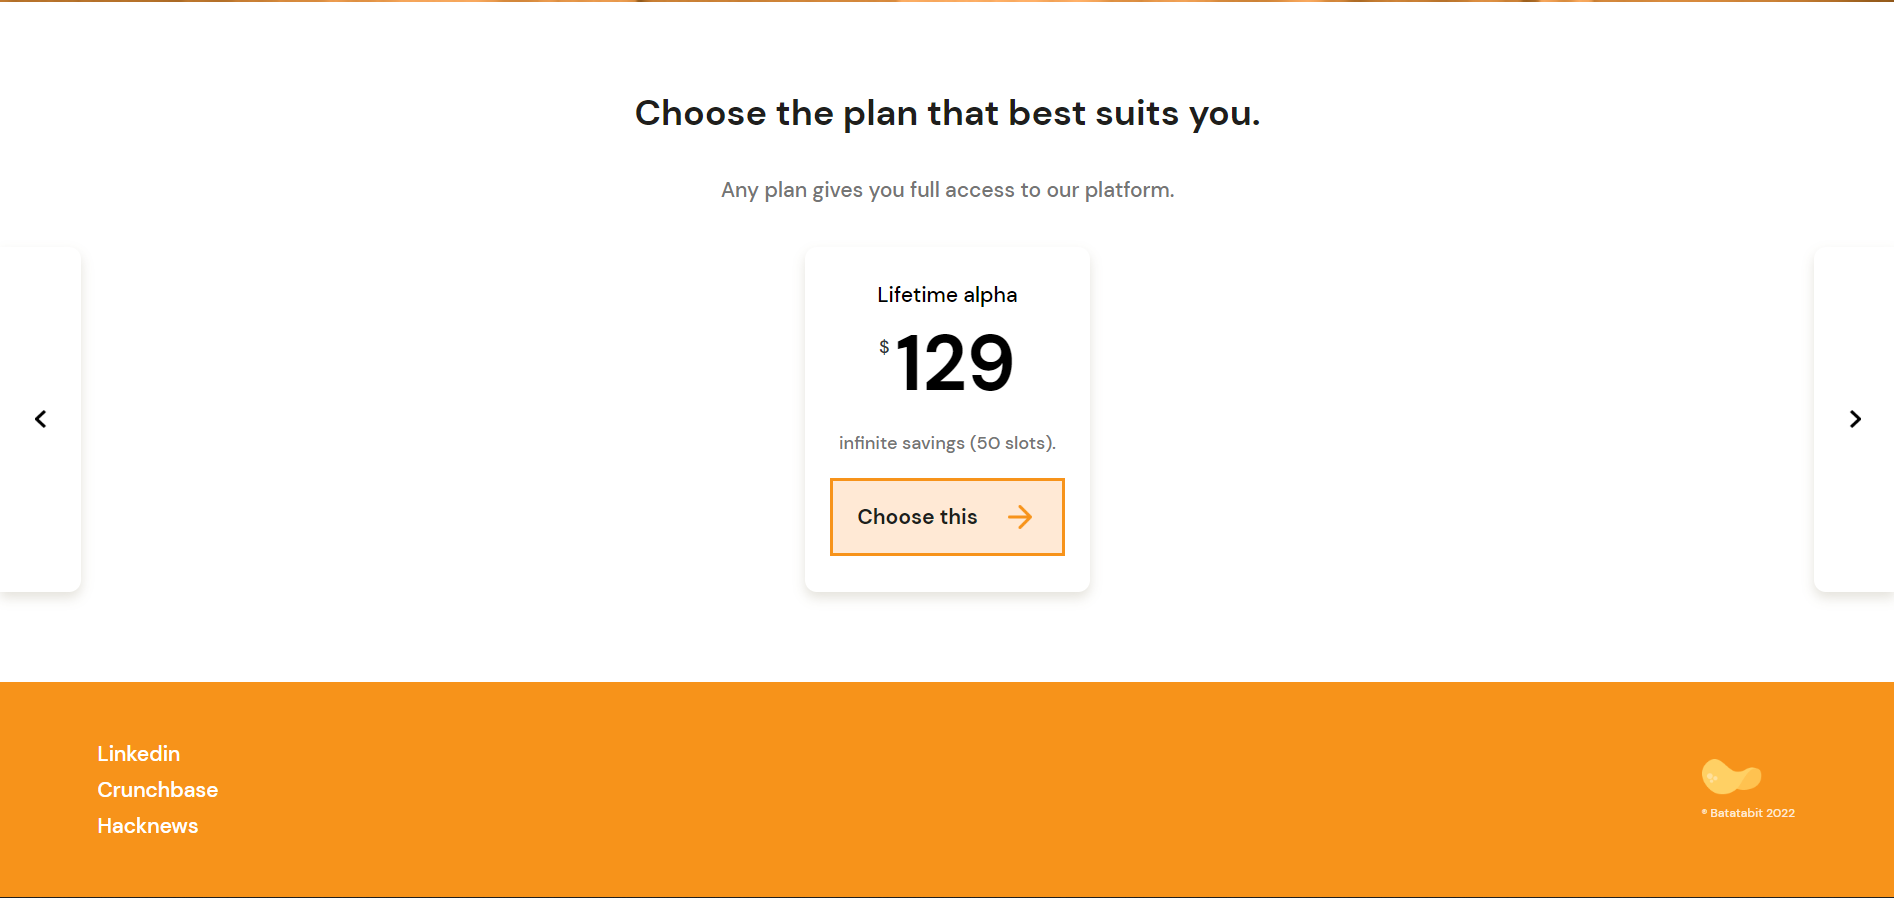 Choose the plan that best suits you.
Any plan gives you full access to our platform.
Lifetime alpha
$ 129
infinite savings (50 slots).
Choose this
Linkedin
Crunchbase
Hacknews
® Batatabit 2022